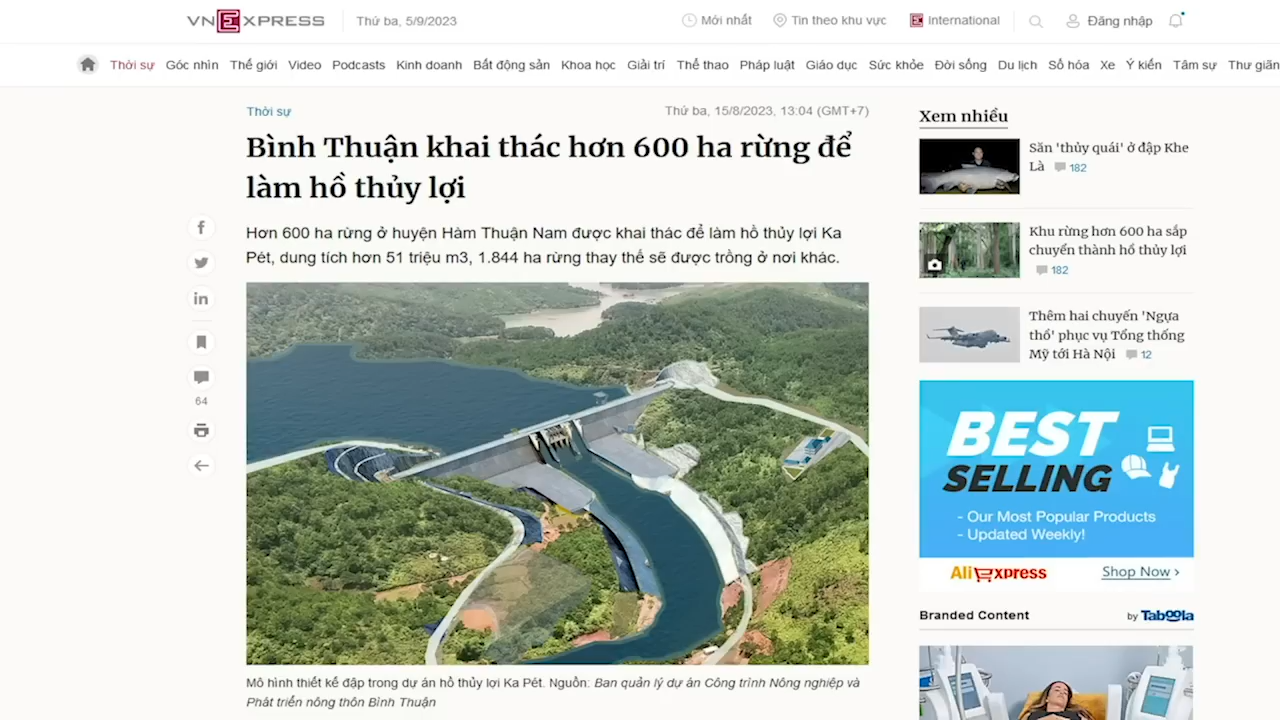 VNEXPRESS
Thứ ba, 5/9/2023
Mới nhất
Tin theo khu vực
International
Đăng nhập
Thời sự Góc nhìn Thế giới Video Podcasts Kinh doanh Bất động sản Khoa học Giải trí Thể thao Pháp luật Giáo dục Sức khỏe Đời sống Du lịch Số hóa Xe Ý kiến Tâm sự Thư giãn
Thời sự
Thứ ba, 15/8/2023, 13:04 (GMT+7)
Bình Thuận khai thác hơn 600 ha rừng để
làm hồ thủy lợi
Hơn 600 ha rừng ở huyện Hàm Thuận Nam được khai thác để làm hồ thủy lợi Ka
Pét, dung tích hơn 51 triệu m3, 1.844 ha rừng thay thế sẽ được trồng ở nơi khác.
64
Mô hình thiết kế đập trong dự án hồ thủy lợi Ka Pét. Nguồn: Ban quản lý dự án Công trình Nông nghiệp và
Phát triển nông thôn Bình Thuận
Xem nhiều
Săn 'thủy quái' ở đập Khe
Là 182
Khu rừng hơn 600 ha sắp
chuyển thành hồ thủy lợi
182
Thêm hai chuyến 'Ngựa
thồ' phục vụ Tổng thống
Mỹ tới Hà Nội 12
BEST
SELLING
- Our Most Popular Products
- Updated Weekly!
AliExpress
Shop Now ›
Branded Content
by Taboola